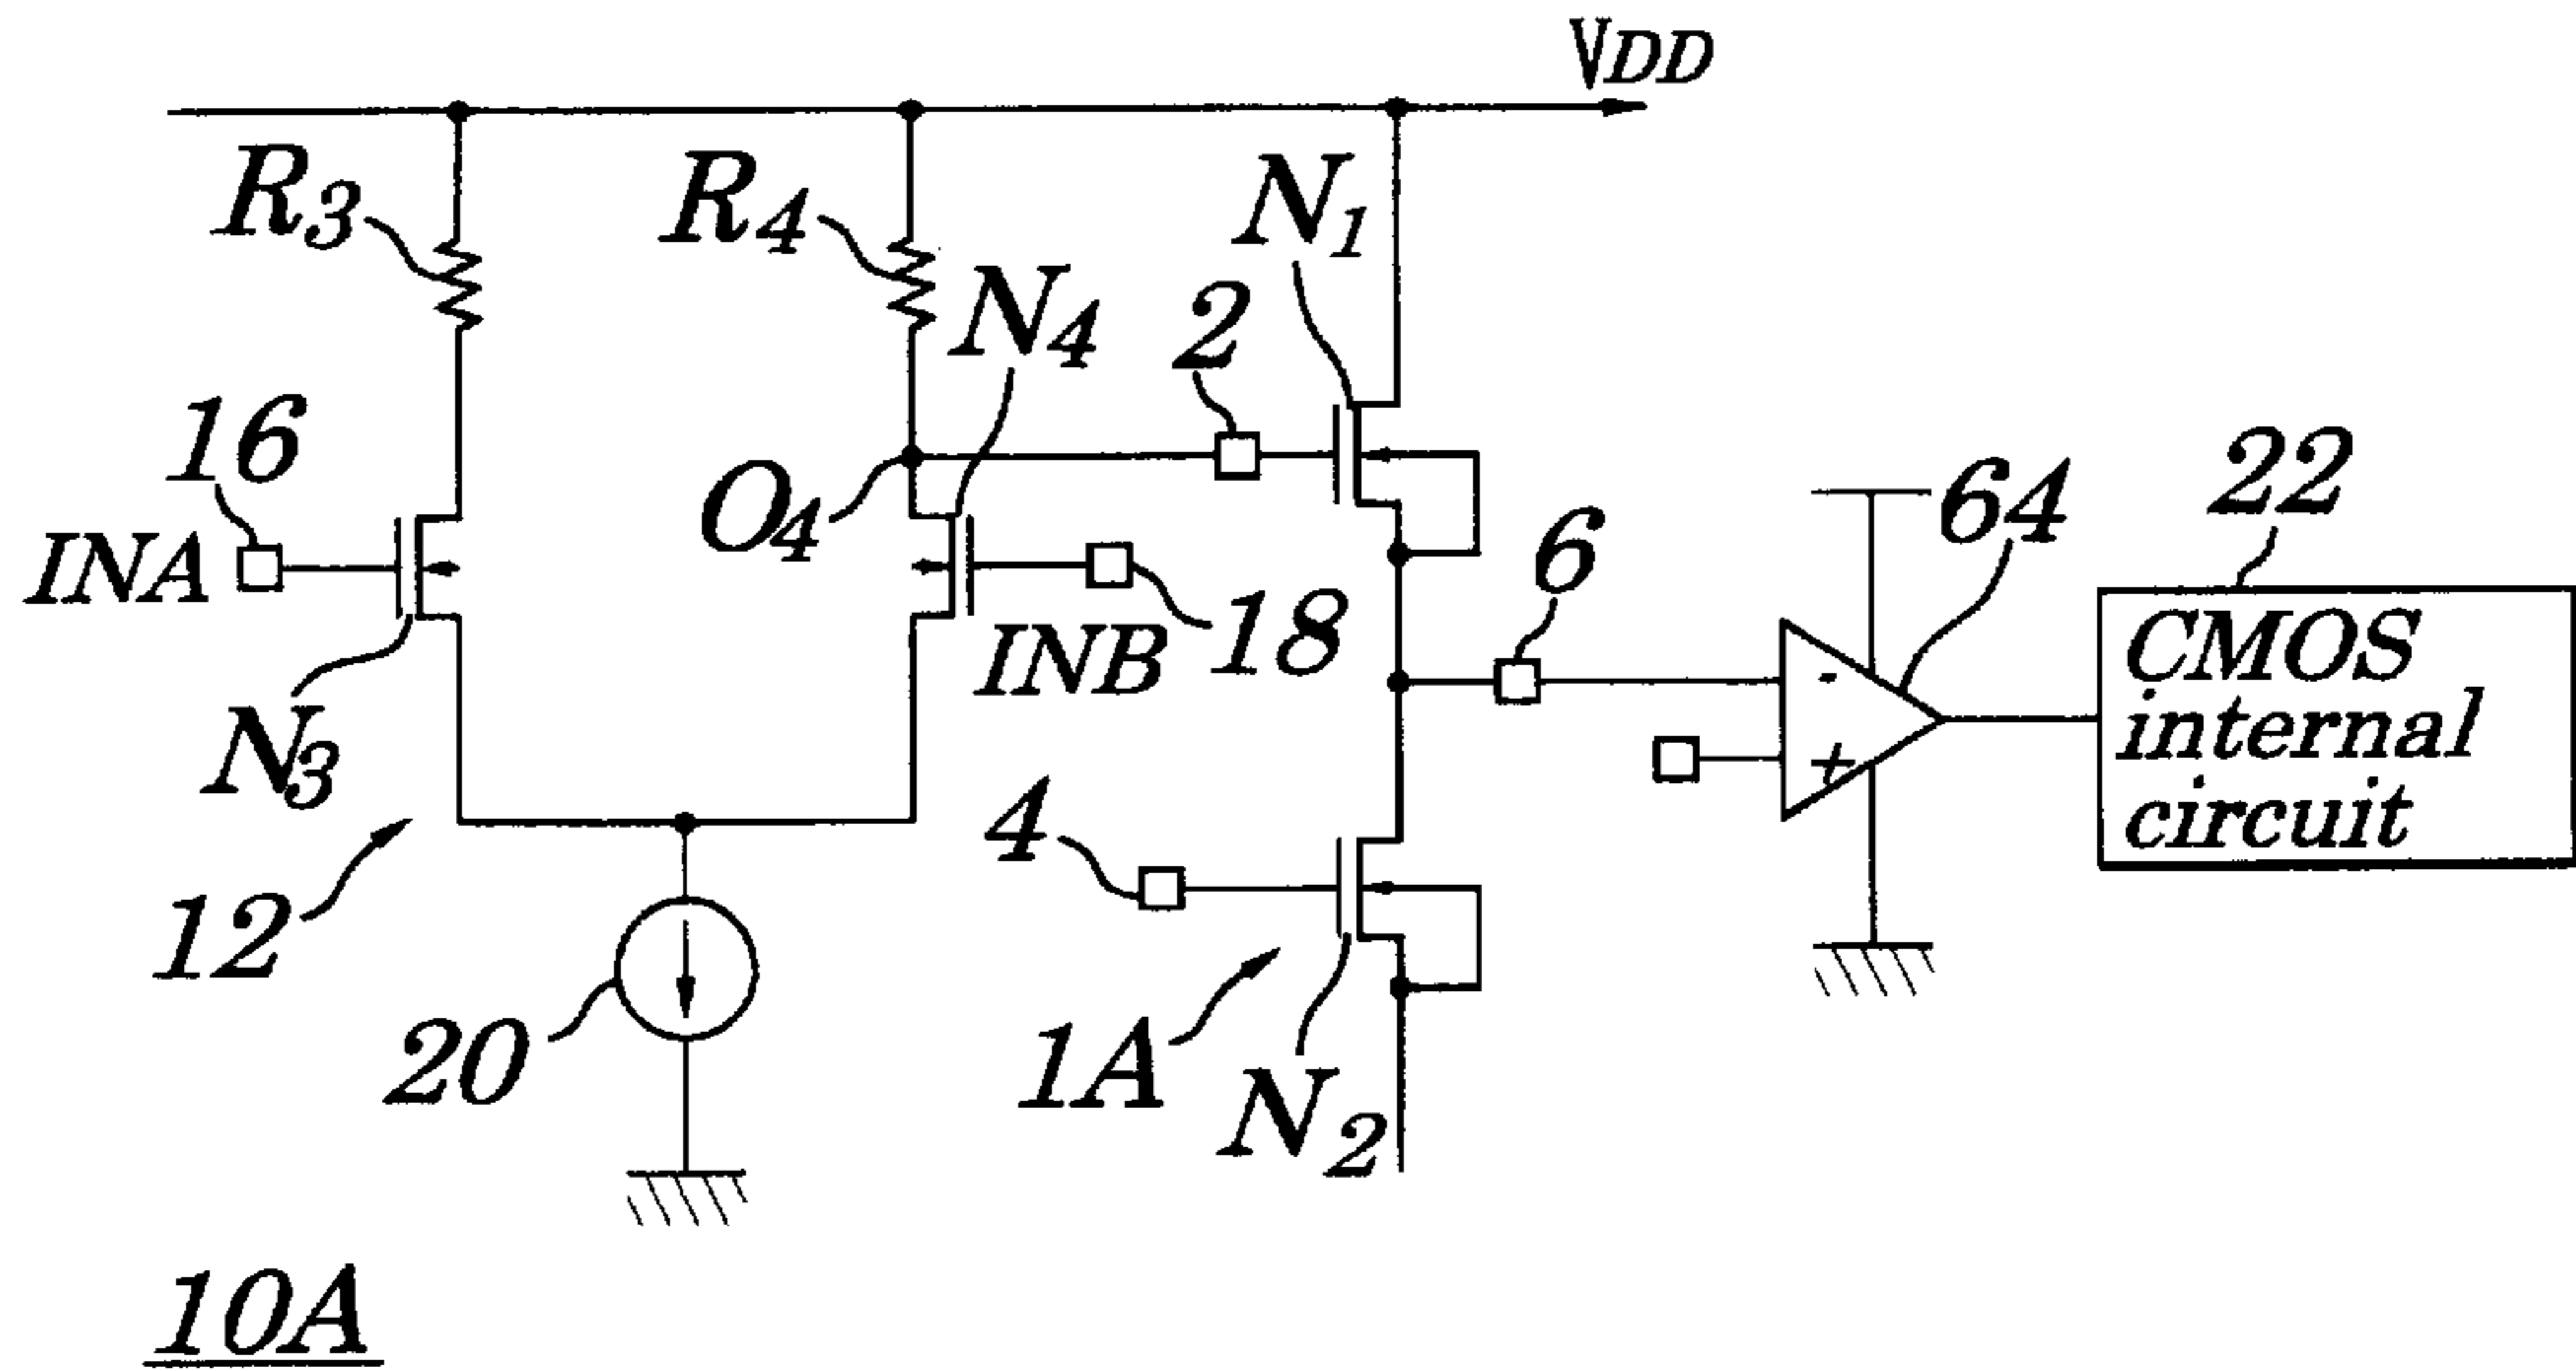 VDD
R3
R4
N1
N4
2
16
O4
INA
6
64
22
18
INB
-
CMOS
internal
circuit
N3
+
4
12
20
1A
N2
10A